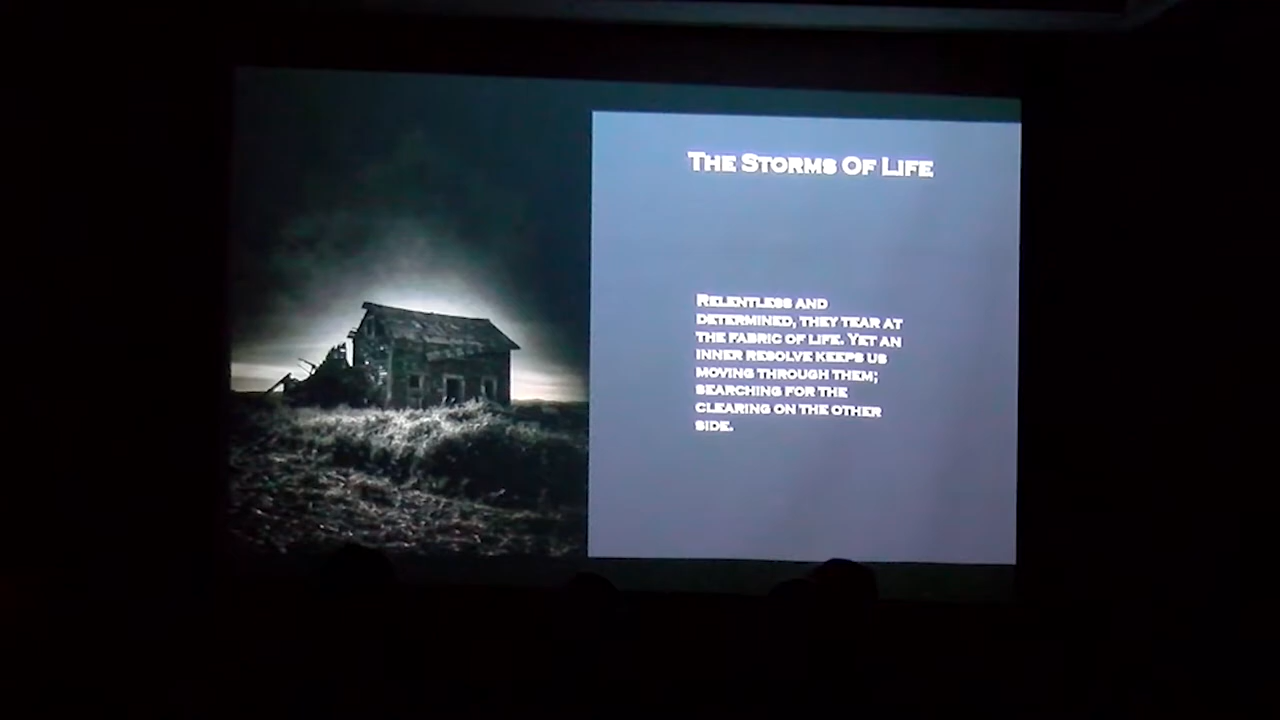 The Storms Of Life
Relentless and
determined, they tear at
the fabric of life. Yet an
inner resolve keeps us
moving through them;
searching for the
clearing on the other
side.